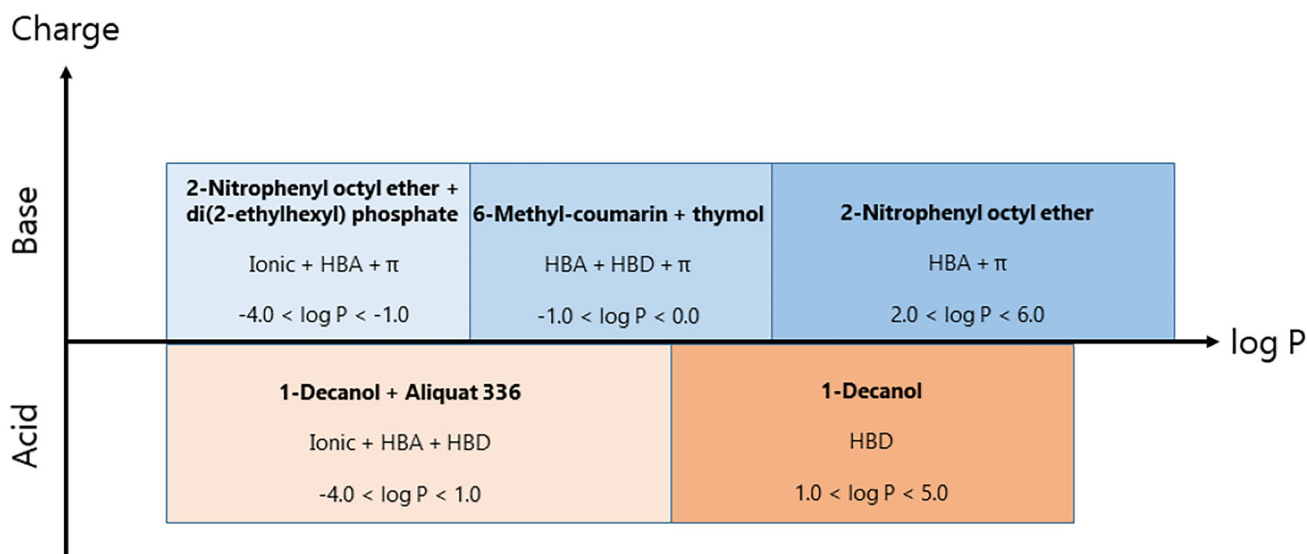 Charge
Base
2-Nitrophenyl octyl ether +
di(2-ethylhexyl) phosphate
Ionic + HBA + π
-4.0 < log P < -1.0
6-Methyl-coumarin + thymol
HBA + HBD + π
-1.0 < log P < 0.0
2-Nitrophenyl octyl ether
HBA + π
2.0 < log P < 6.0
log P
Acid
1-Decanol + Aliquat 336
Ionic + HBA + HBD
-4.0 < log P < 1.0
1-Decanol
HBD
1.0 < log P < 5.0